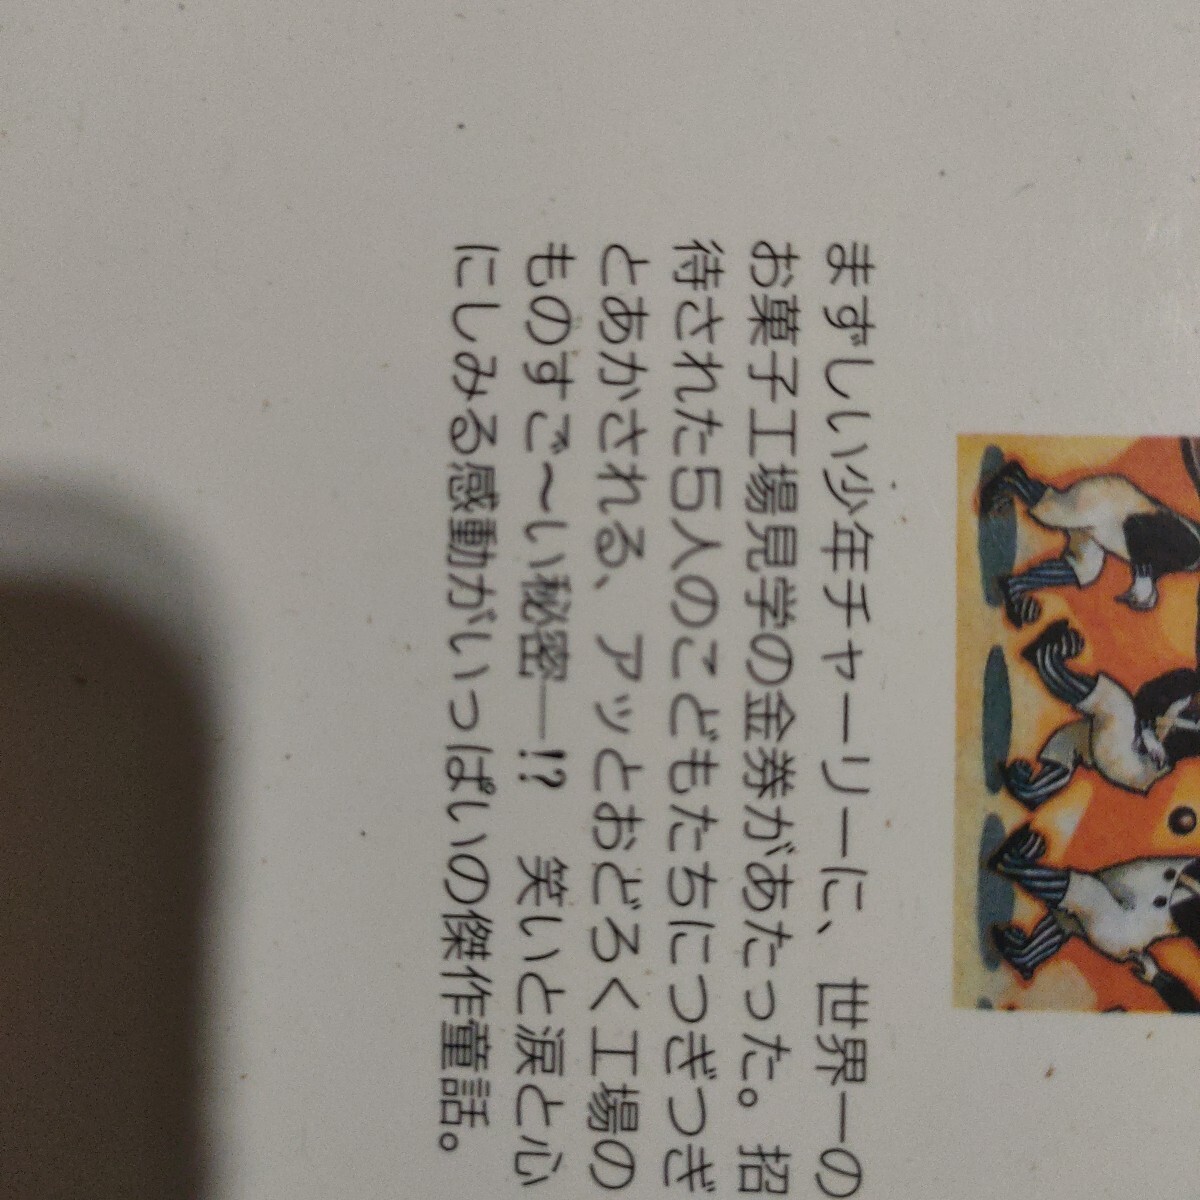 まずしい少年チャーリーに、世界一の
お菓子工場見学の金券があたった。招
待された5人のこどもたちにつぎつぎ
とあかされる、アッとおどろく工場の
ものすご〜い秘密―!?　笑いと涙と心
にしみる感動がいっぱいの傑作童話。